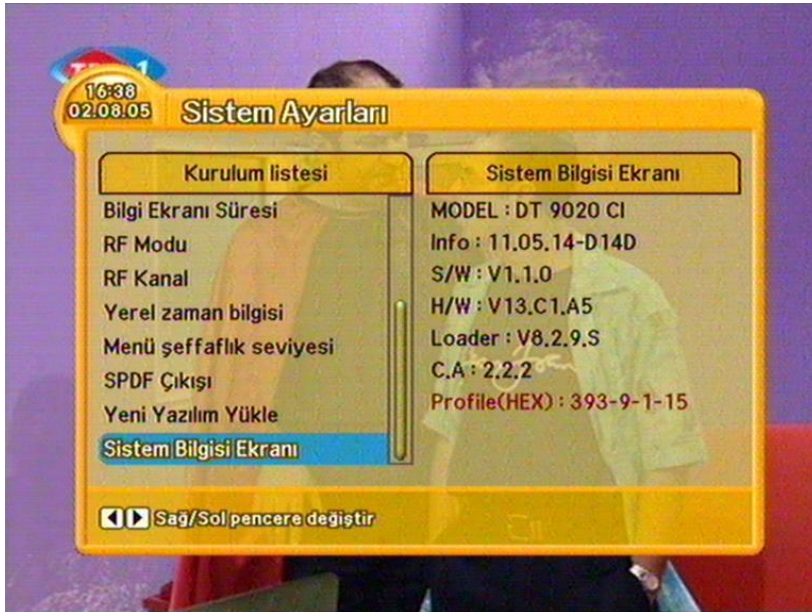 16:38
02.08.05
Sistem Ayarları
Kurulum listesi
Bilgi Ekranı Süresi
RF Modu
RF Kanal
Yerel zaman bilgisi
Menü şeffaflık seviyesi
SPDF Çıkışı
Yeni Yazılım Yükle
Sistem Bilgisi Ekranı
Sistem Bilgisi Ekranı
MODEL : DT 9020 CI
Info : 11.05.14-D14D
S/W : V1.1.0
H/W : V13.C1.A5
Loader : V8.2.9.S
C.A : 2.2.2
Profile(HEX) : 393-9-1-15
Sağ/Sol pencere değiştir